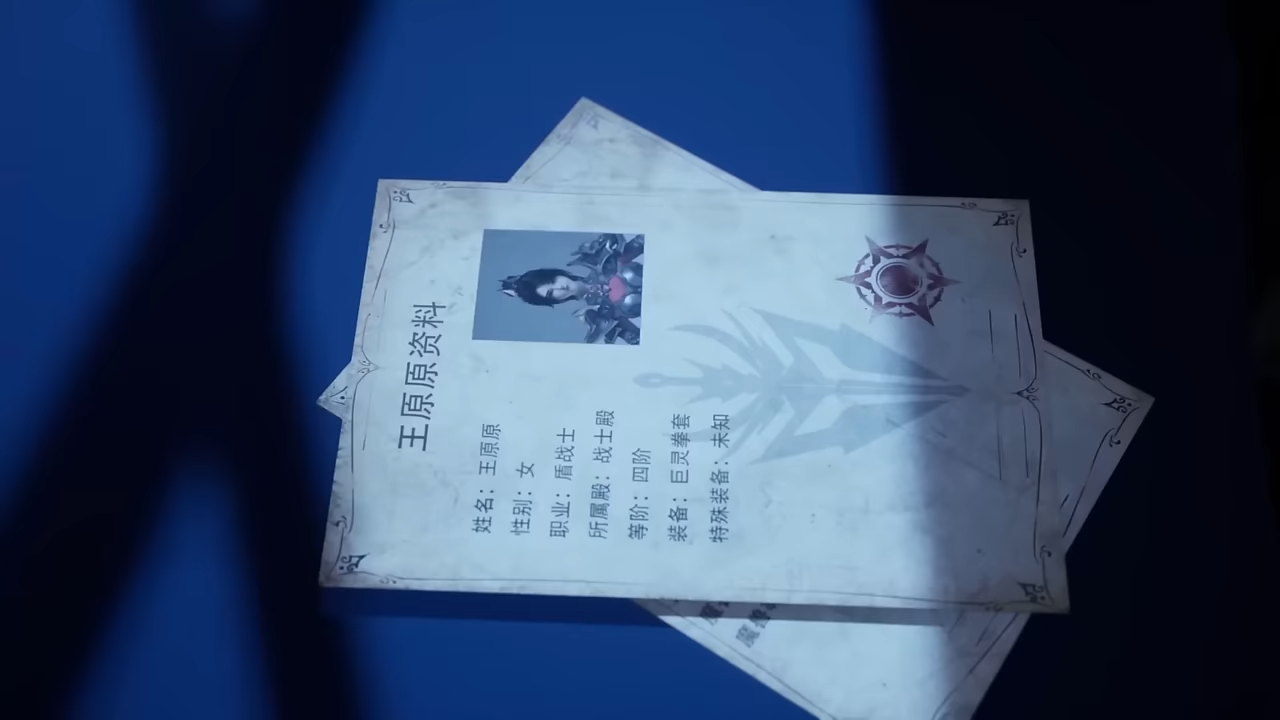 王原原资料
姓名：王原原
性别：女
职业：盾战士
所属殿：战士殿
等阶：四阶
装备：巨灵拳套
特殊装备：未知